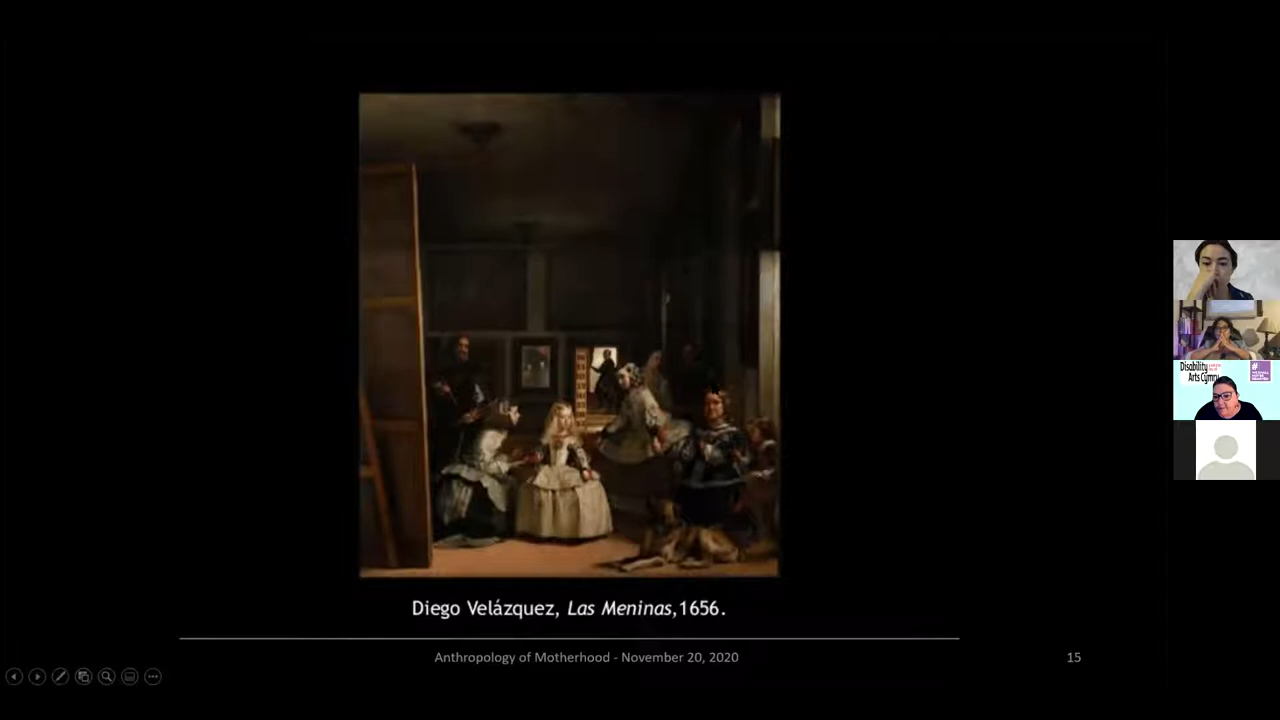 Diego Velázquez, Las Meninas,1656.
Anthropology of Motherhood - November 20, 2020
15
Disability
Arts Cymru
#